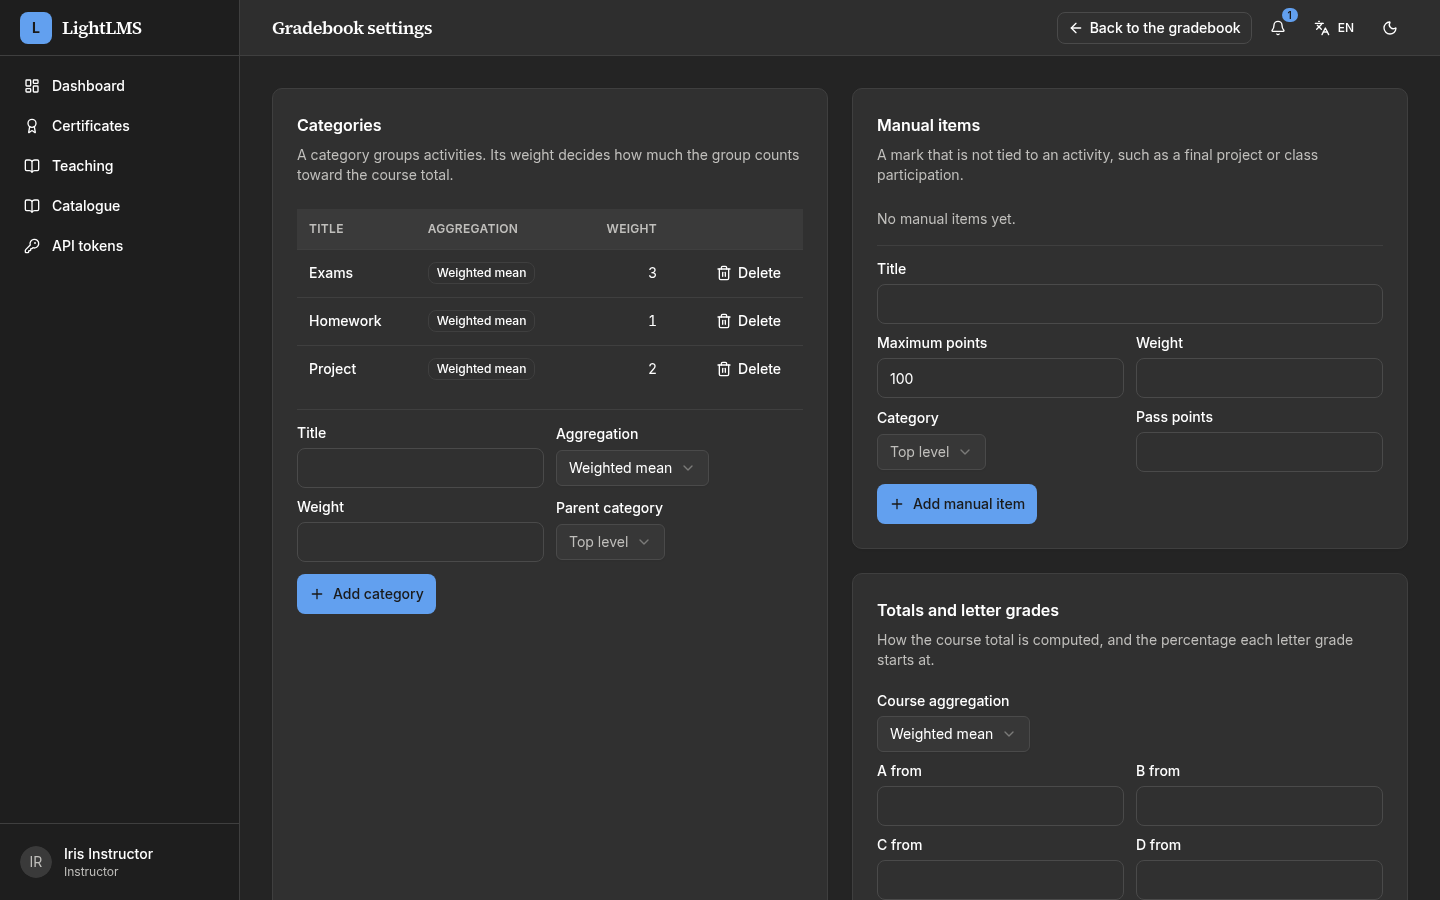 L LightLMS
Dashboard
Certificates
Teaching
Catalogue
API tokens
IR
Iris Instructor
Instructor
Gradebook settings
Back to the gradebook
1
EN
Categories
A category groups activities. Its weight decides how much the group counts
toward the course total.
TITLE AGGREGATION WEIGHT
Exams Weighted mean 3 Delete
Homework Weighted mean 1 Delete
Project Weighted mean 2 Delete
Title Aggregation
Weighted mean
Weight Parent category
Top level
Add category
Manual items
A mark that is not tied to an activity, such as a final project or class
participation.
No manual items yet.
Title
Maximum points Weight
100
Category Pass points
Top level
Add manual item
Totals and letter grades
How the course total is computed, and the percentage each letter grade
starts at.
Course aggregation
Weighted mean
A from B from
C from D from